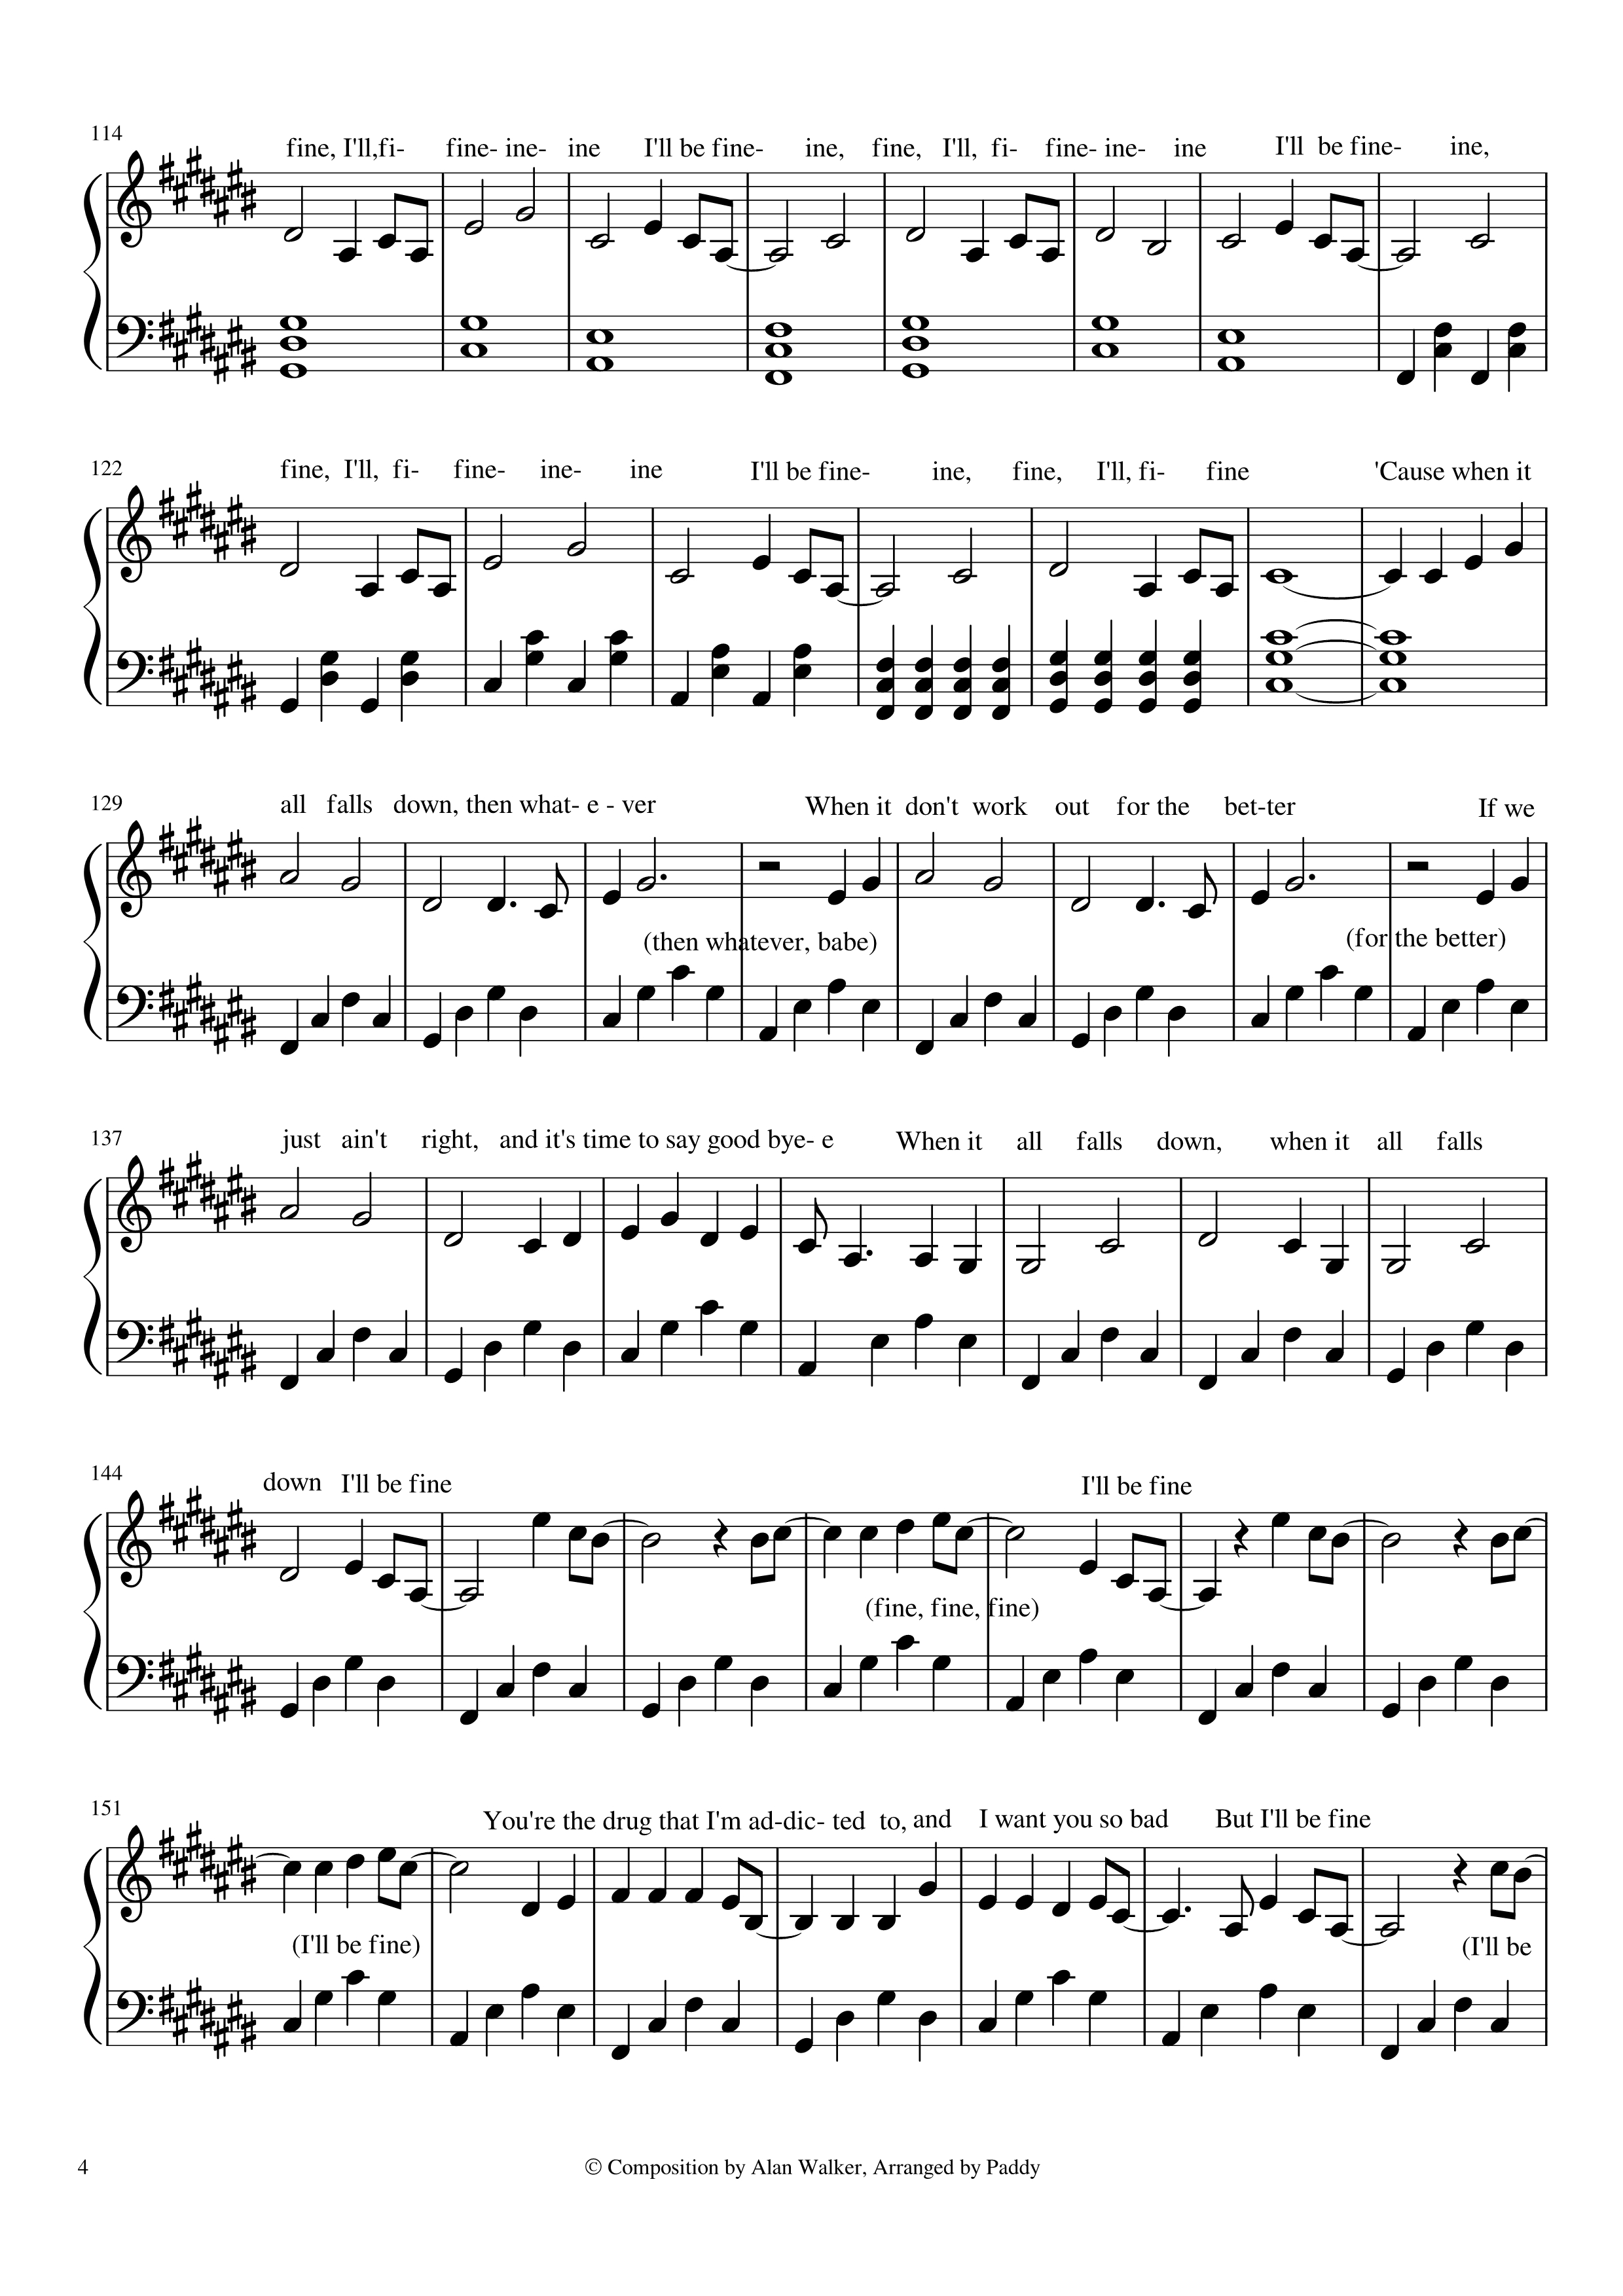 114
fine, I'll,fi- fine- ine- ine I'll be fine- ine, fine, I'll, fi- fine- ine- ine I'll be fine- ine,
122
fine, I'll, fi- fine- ine- ine I'll be fine- ine, fine, I'll, fi- fine 'Cause when it
129
all falls down, then what- e - ver When it don't work out for the bet-ter If we
(then whatever, babe) (for the better)
137
just ain't right, and it's time to say good bye- e When it all falls down, when it all falls
144
down I'll be fine I'll be fine
(fine, fine, fine)
151
You're the drug that I'm ad-dic- ted to, and I want you so bad But I'll be fine
(I'll be fine) (I'll be
4 © Composition by Alan Walker, Arranged by Paddy